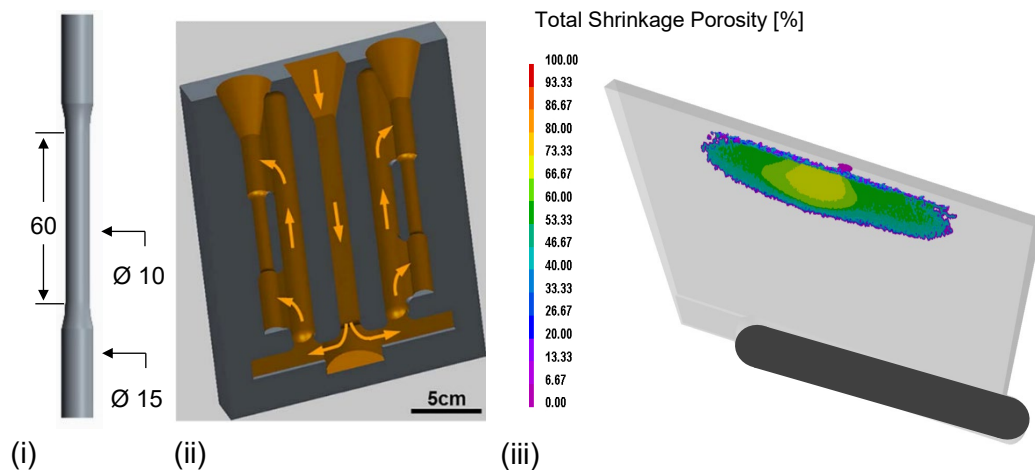 60
Ø 10
Ø 15
(i)
5cm
(ii)
Total Shrinkage Porosity [%]
100.00
93.33
86.67
80.00
73.33
66.67
60.00
53.33
46.67
40.00
33.33
26.67
20.00
13.33
6.67
0.00
(iii)